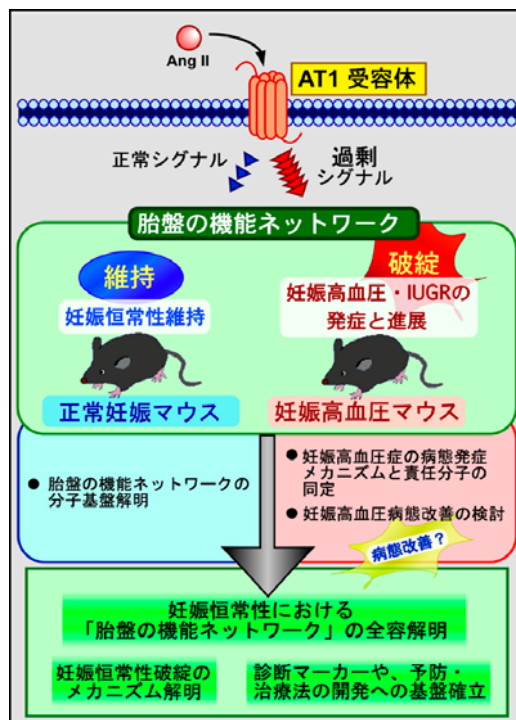 Ang II
AT1 受容体
正常シグナル
過剰
シグナル
胎盤の機能ネットワーク
維持
妊娠恒常性維持
正常妊娠マウス
破綻
妊娠高血圧・IUGRの
発症と進展
妊娠高血圧マウス
● 胎盤の機能ネットワークの
分子基盤解明
● 妊娠高血圧症の病態発症
メカニズムと責任分子の
同定
● 妊娠高血圧病態改善の検討
病態改善？
妊娠恒常性における
「胎盤の機能ネットワーク」の全容解明
妊娠恒常性破綻の
メカニズム解明
診断マーカーや、予防・
治療法の開発への基盤確立